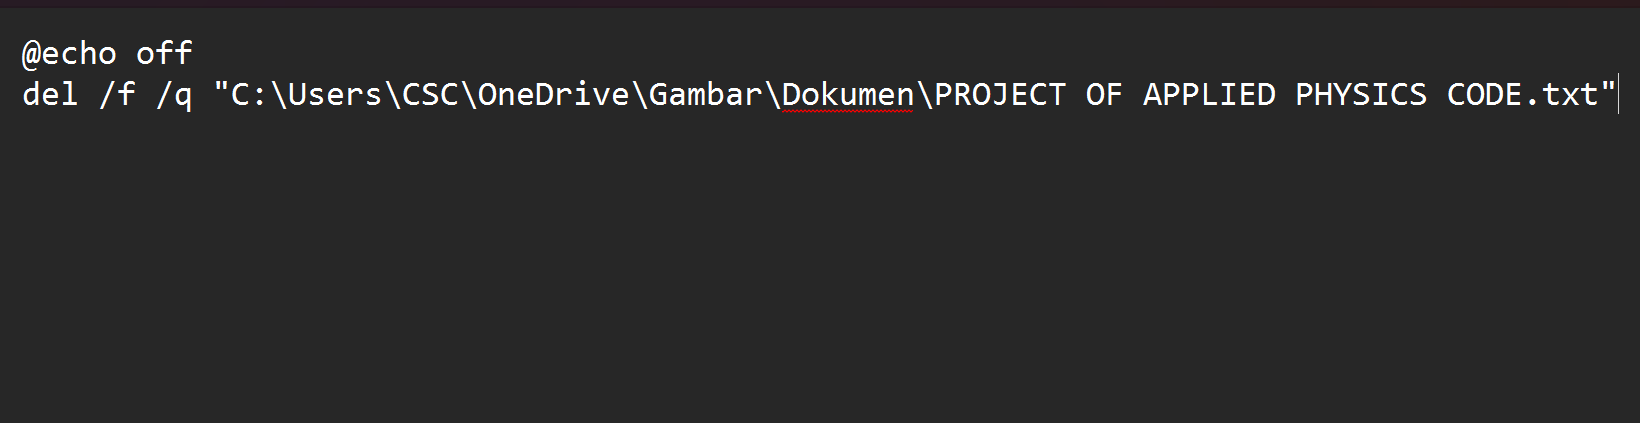 @echo off
del /f /q "C:\Users\CSC\OneDrive\Gambar\Dokumen\PROJECT OF APPLIED PHYSICS CODE.txt"